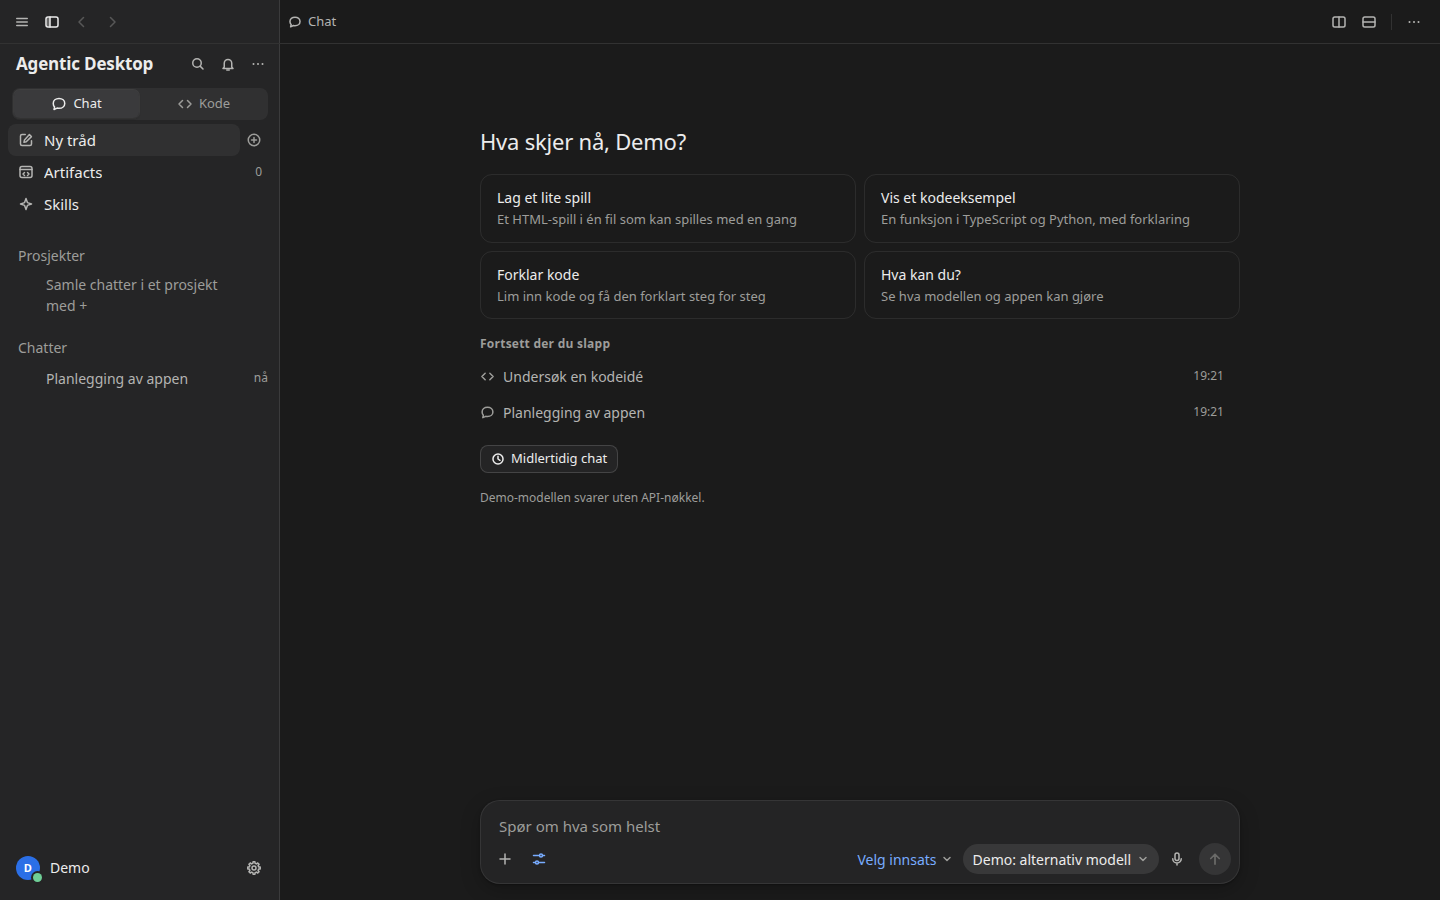 Chat
Agentic Desktop
Chat
Kode
Ny tråd
Artifacts 0
Skills
Prosjekter
Samle chatter i et prosjekt
med +
Chatter
Planlegging av appen nå
D Demo
Hva skjer nå, Demo?
Lag et lite spill
Et HTML-spill i én fil som kan spilles med en gang
Vis et kodeeksempel
En funksjon i TypeScript og Python, med forklaring
Forklar kode
Lim inn kode og få den forklart steg for steg
Hva kan du?
Se hva modellen og appen kan gjøre
Fortsett der du slapp
Undersøk en kodeidé 19:21
Planlegging av appen 19:21
Midlertidig chat
Demo-modellen svarer uten API-nøkkel.
Spør om hva som helst
Velg innsats Demo: alternativ modell